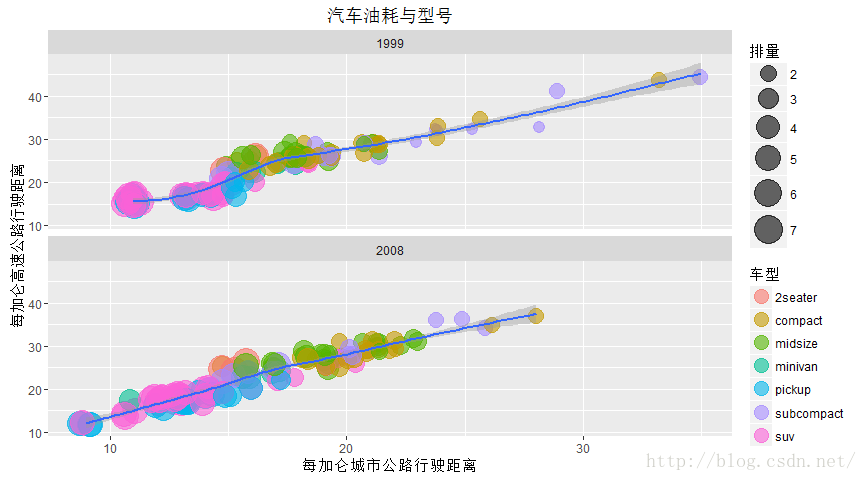 汽车油耗与型号
1999
40
30
20
10
2008
40
30
20
10
10 20 30
每加仑城市公路行驶距离
每加仑高速公路行驶距离
排量
2
3
4
5
6
7
车型
2seater
compact
midsize
minivan
pickup
subcompact
suv
http://blog.csdn.net/